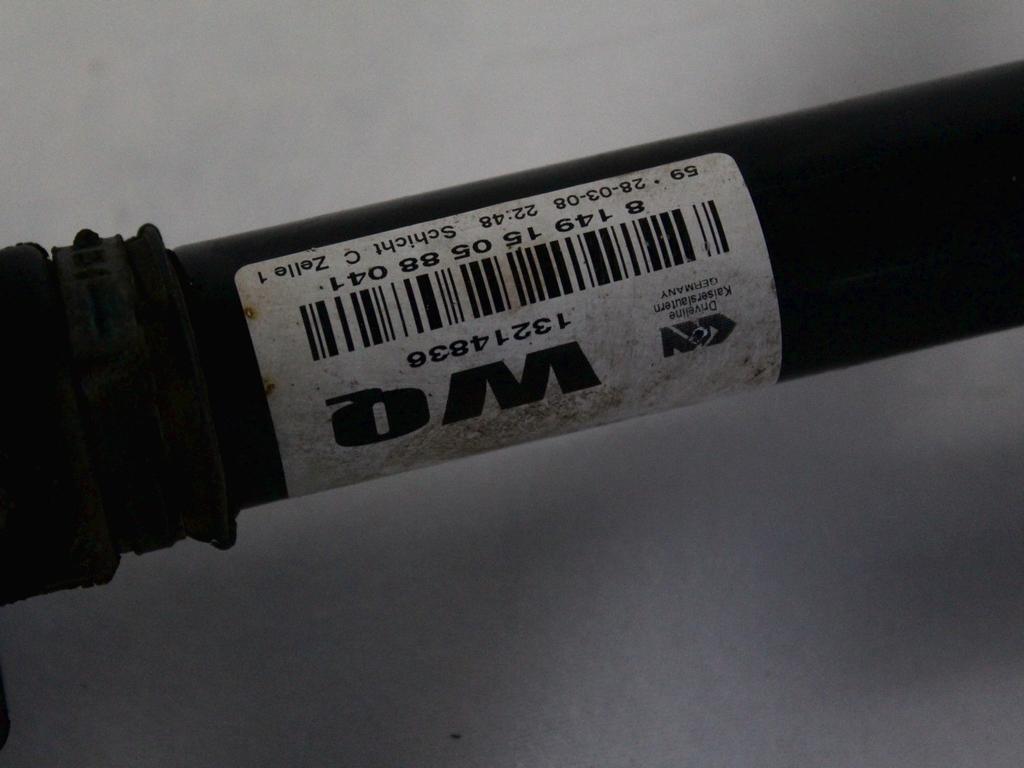 GKN
Driveline
Kaiserslautern
GERMANY
WQ
13214836
8 149 15 05 88 041
59 * 28-03-08 22:48 Schicht C Zelle 1